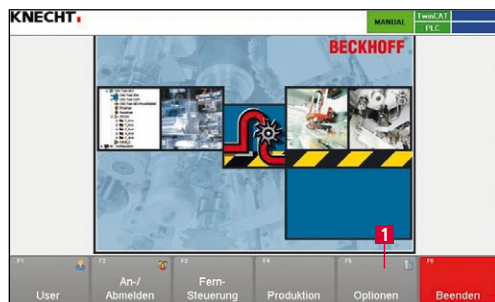 KNECHT.
MANUAL
TwinCAT
PLC
BECKHOFF
1
F1
User
F2
An-/
Abmelden
F3
Fern-
Steuerung
F4
Produktion
F5
Optionen
Beenden